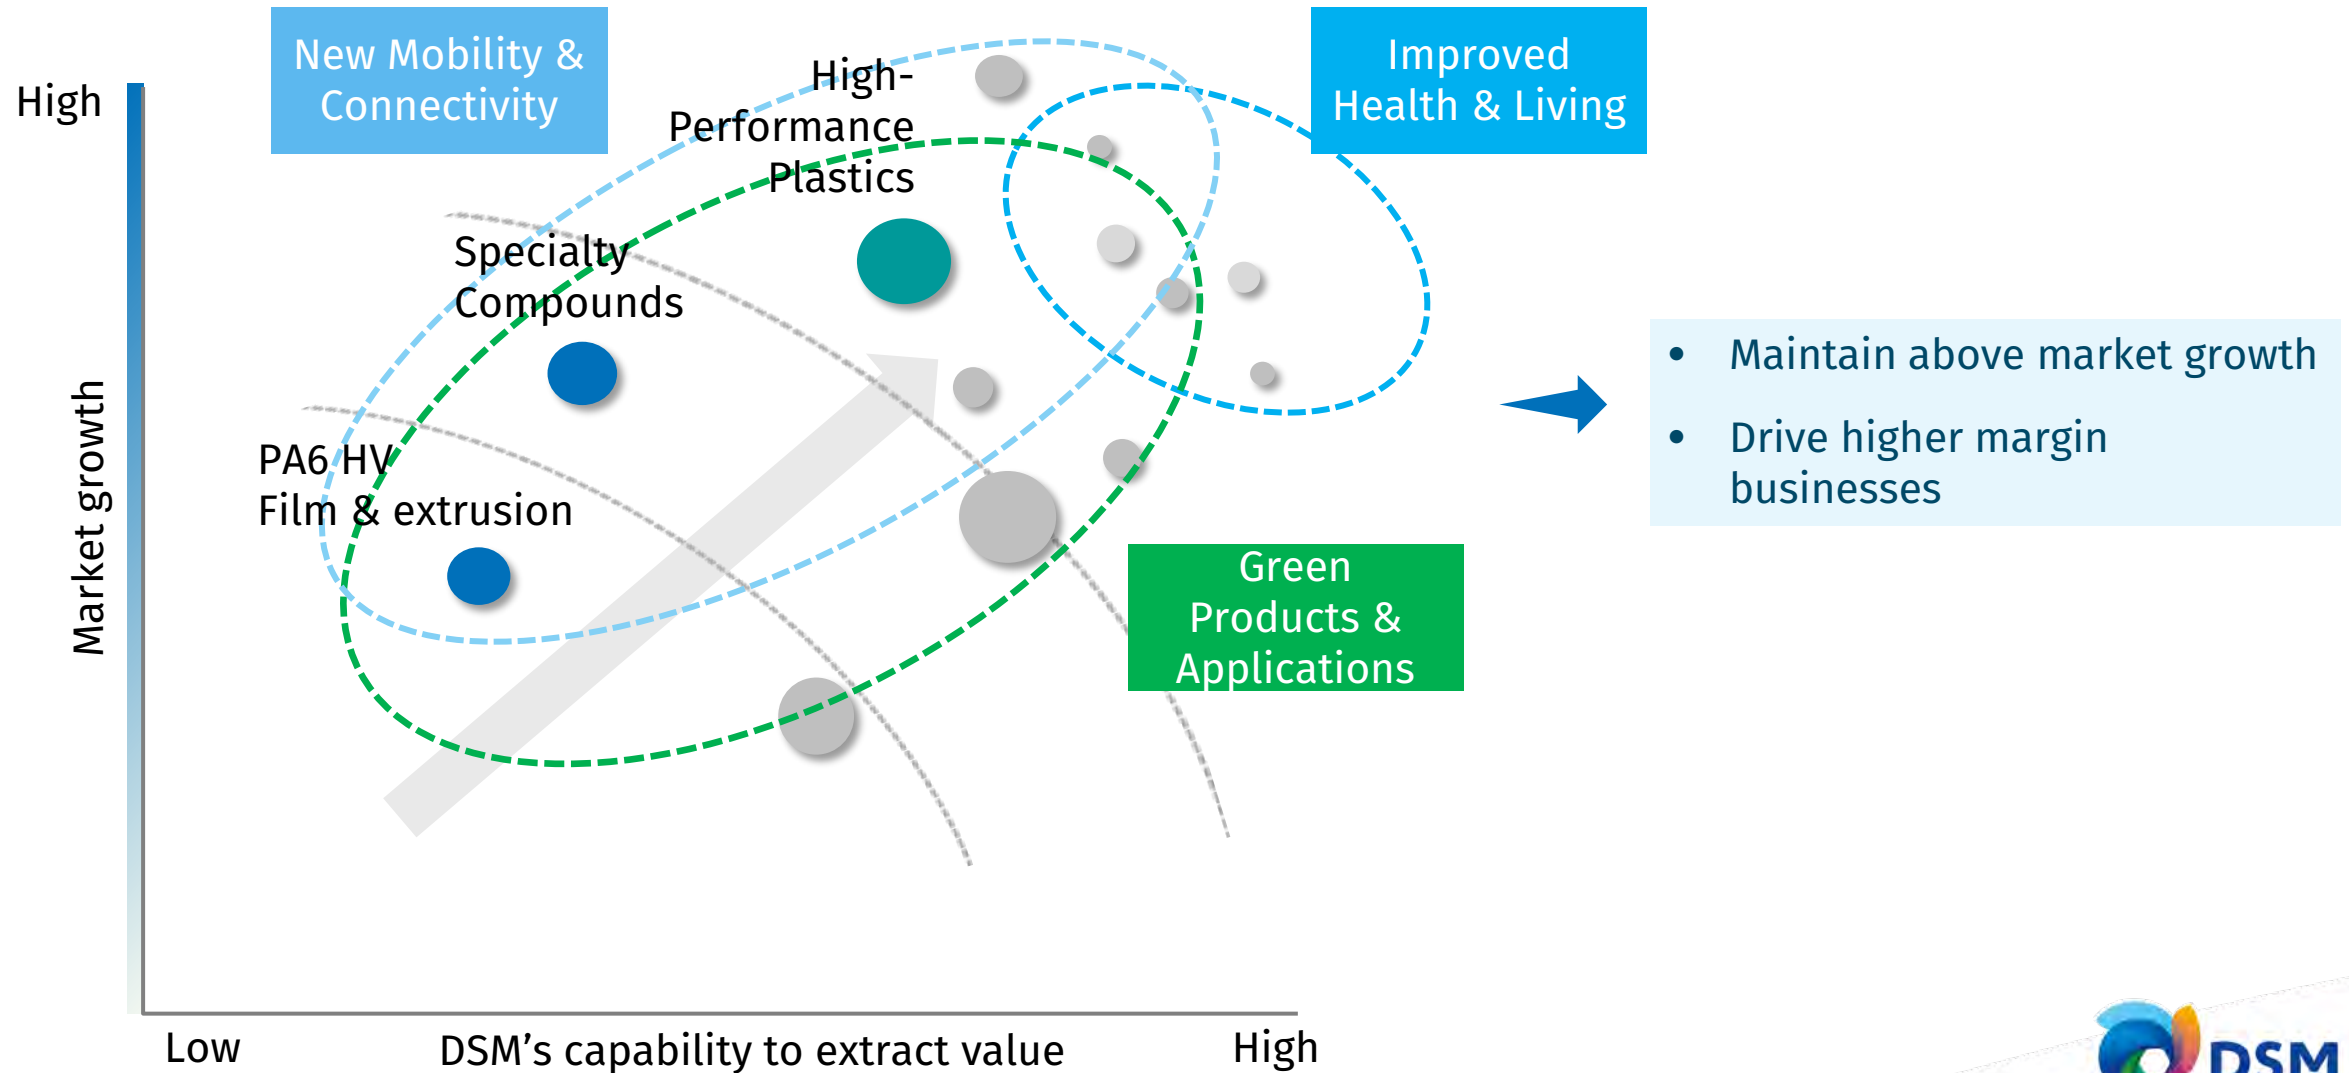 New Mobility &
Connectivity
Improved
Health & Living
High
High-
Performance
Plastics
Specialty
Compounds
PA6 HV
Film & extrusion
Market growth
• Maintain above market growth
• Drive higher margin
businesses
Green
Products &
Applications
Low
DSM’s capability to extract value
High
DSM